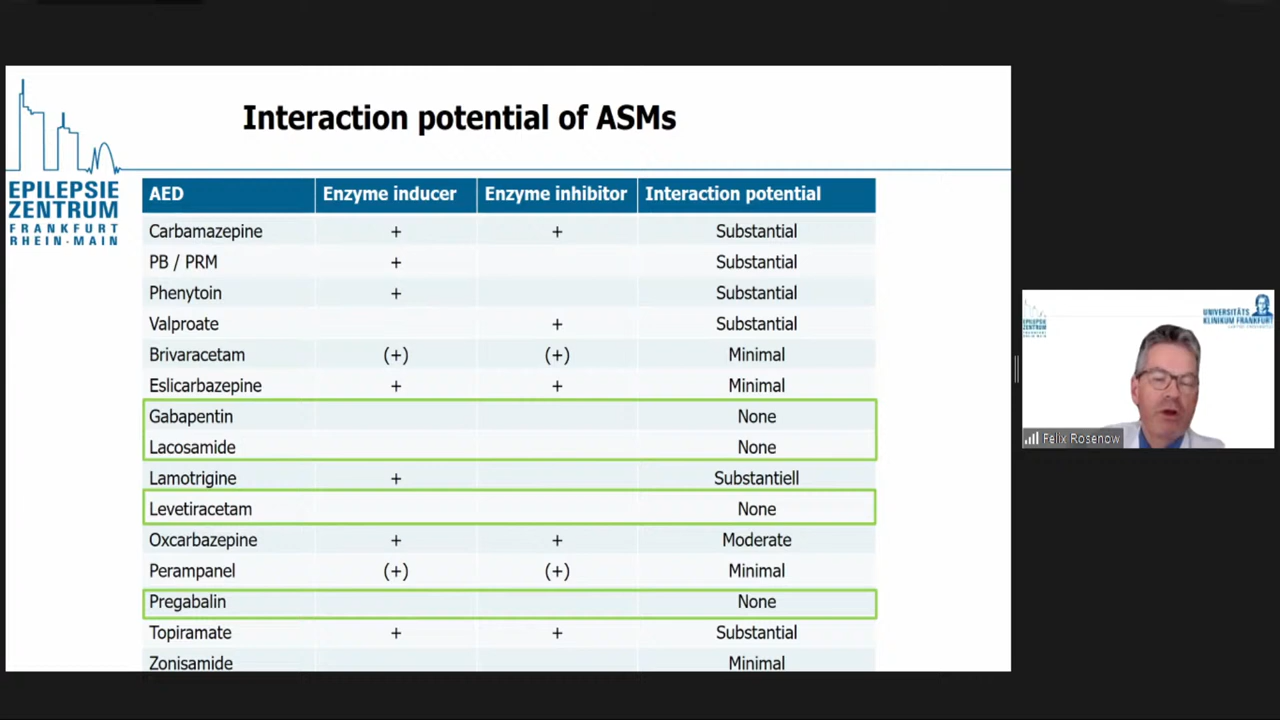 Interaction potential of ASMs
EPILEPSIE
ZENTRUM
FRANKFURT
RHEIN-MAIN
AED Enzyme inducer Enzyme inhibitor Interaction potential
Carbamazepine + + Substantial
PB / PRM + Substantial
Phenytoin + Substantial
Valproate + Substantial
Brivaracetam (+) (+) Minimal
Eslicarbazepine + + Minimal
Gabapentin None
Lacosamide None
Lamotrigine + Substantiell
Levetiracetam None
Oxcarbazepine + + Moderate
Perampanel (+) (+) Minimal
Pregabalin None
Topiramate + + Substantial
Zonisamide Minimal
UNIVERSITÄTS
KLINIKUM FRANKFURT
Felix Rosenow